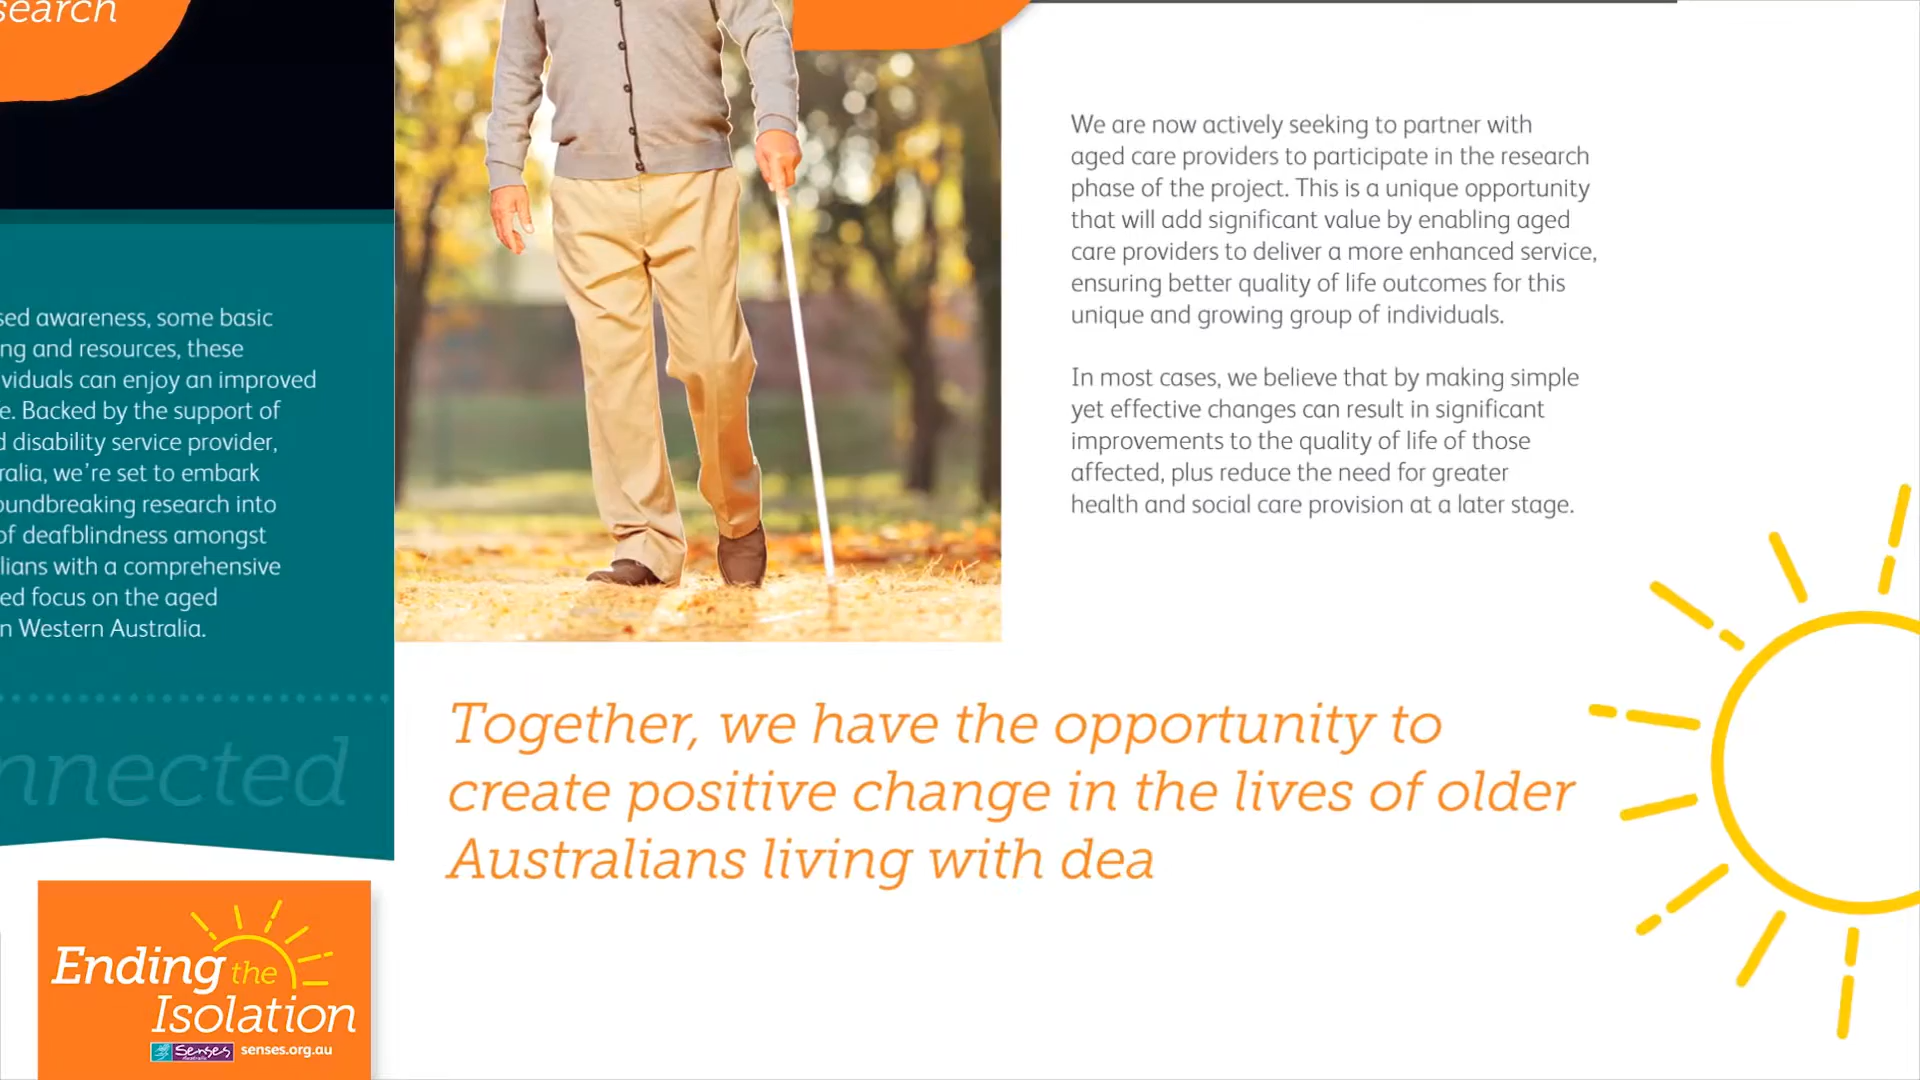 search
sed awareness, some basic
ng and resources, these
viduals can enjoy an improved
e. Backed by the support of
d disability service provider,
ralia, we're set to embark
oundbreaking research into
of deafblindness amongst
lians with a comprehensive
ed focus on the aged
n Western Australia.
nnected
We are now actively seeking to partner with
aged care providers to participate in the research
phase of the project. This is a unique opportunity
that will add significant value by enabling aged
care providers to deliver a more enhanced service,
ensuring better quality of life outcomes for this
unique and growing group of individuals.
In most cases, we believe that by making simple
yet effective changes can result in significant
improvements to the quality of life of those
affected, plus reduce the need for greater
health and social care provision at a later stage.
Together, we have the opportunity to
create positive change in the lives of older
Australians living with dea
Ending the
Isolation
Senses
Australia
senses.org.au